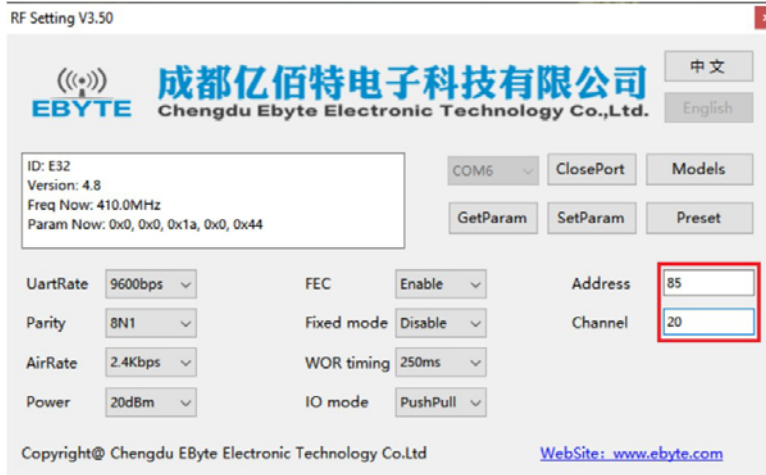 RF Setting V3.50
中文
成都亿佰特电子科技有限公司
EBYTE
Chengdu Ebyte Electronic Technology Co.,Ltd.
English
ID: E32
Version: 4.8
Freq Now: 410.0MHz
Param Now: 0x0, 0x0, 0x1a, 0x0, 0x44
COM6 ClosePort Models
GetParam SetParam Preset
UartRate 9600bps FEC Enable Address 85
Parity 8N1 Fixed mode Disable Channel 20
AirRate 2.4Kbps WOR timing 250ms
Power 20dBm IO mode PushPull
Copyright@ Chengdu EByte Electronic Technology Co.Ltd WebSite: www.ebyte.com